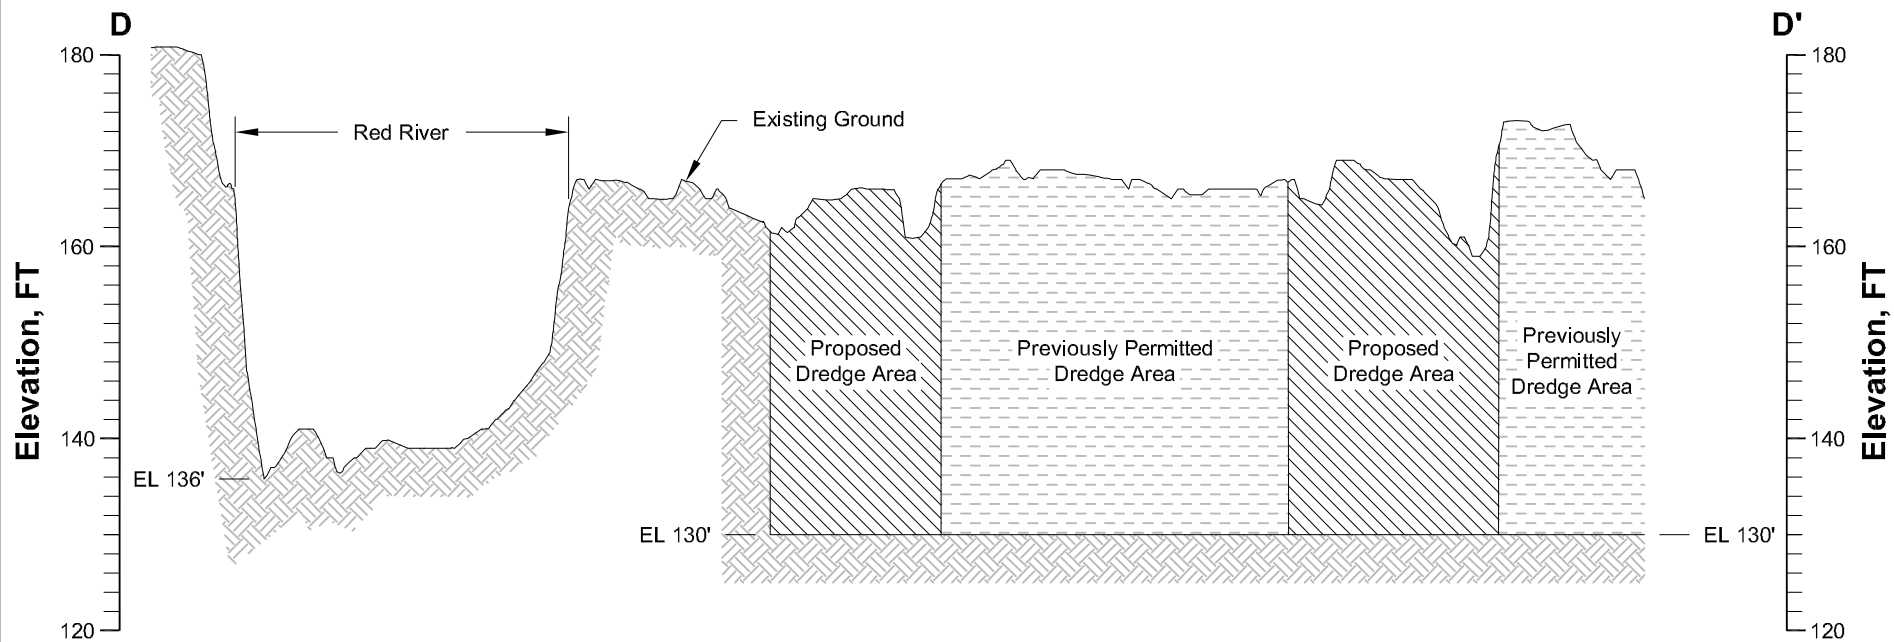 D
D'
180
180
Existing Ground
Red River
160
160
Elevation, FT
Elevation, FT
Proposed
Dredge Area
Previously Permitted
Dredge Area
Proposed
Dredge Area
Previously
Permitted
Dredge Area
140
140
EL 136'
EL 130'
EL 130'
120
120